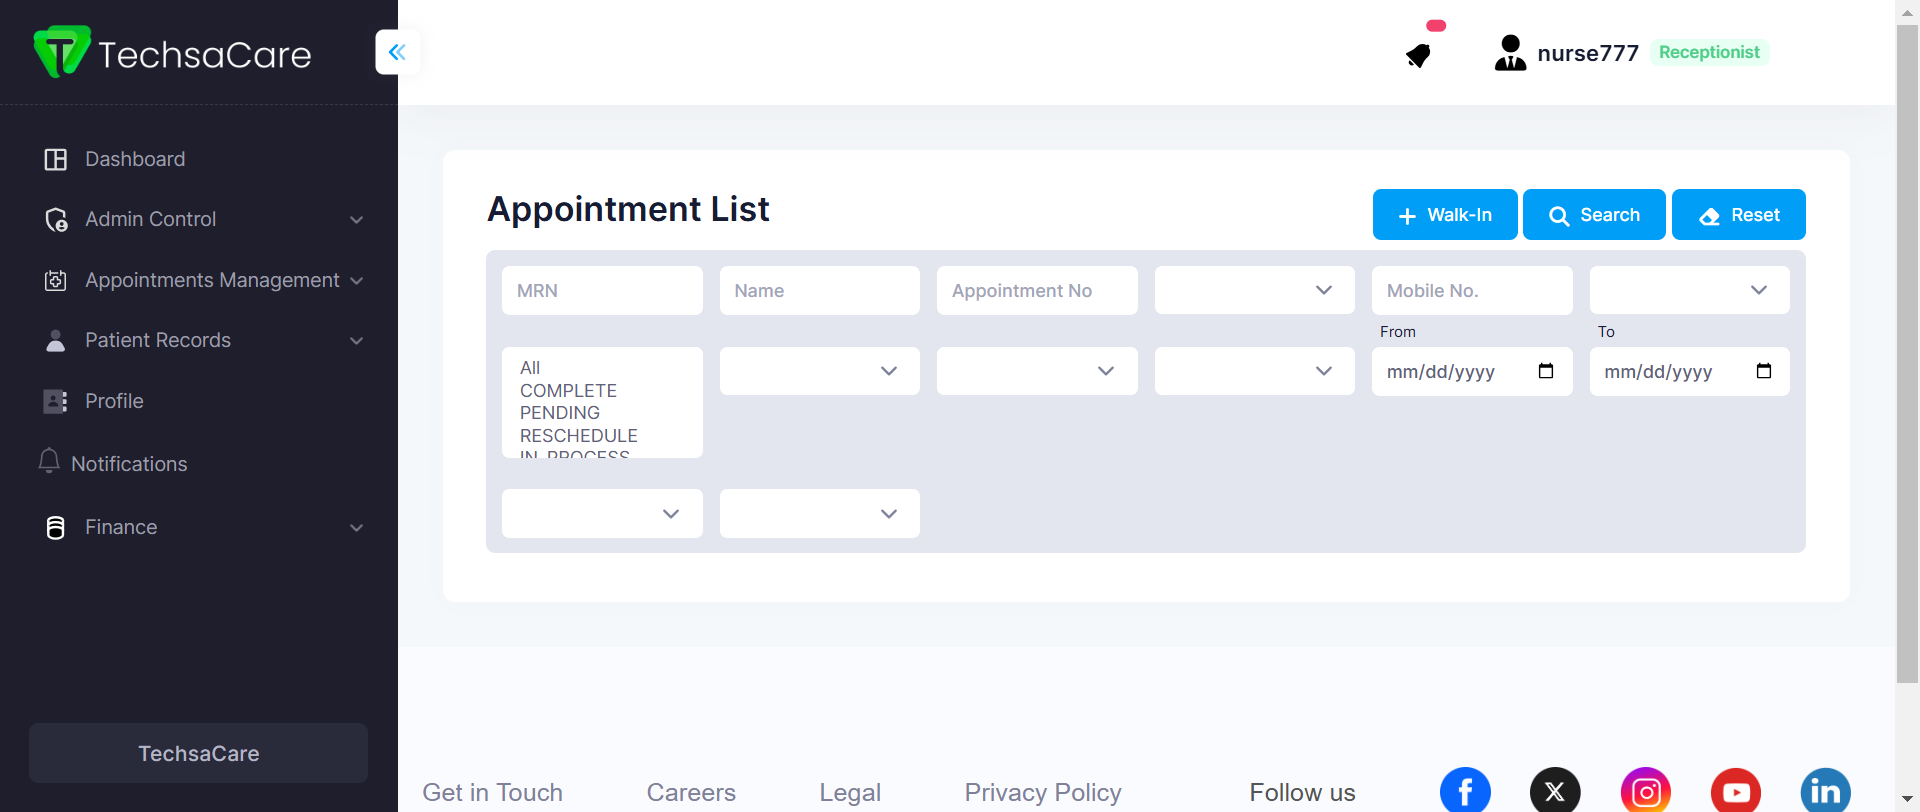 TechsaCare
nurse777 Receptionist
Dashboard
Admin Control
Appointments Management
Patient Records
Profile
Notifications
Finance
TechsaCare
Appointment List
Walk-In
Search
Reset
MRN
Name
Appointment No
Mobile No.
From
To
All
COMPLETE
PENDING
RESCHEDULE
IN-PROCESS
mm/dd/yyyy
mm/dd/yyyy
Get in Touch
Careers
Legal
Privacy Policy
Follow us